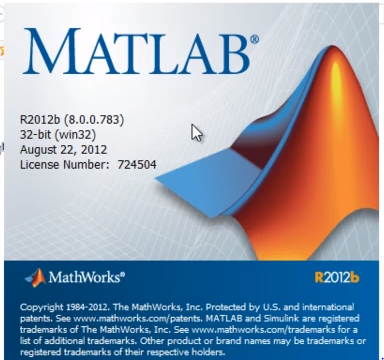 MATLAB®
R2012b (8.0.0.783)
32-bit (win32)
August 22, 2012
License Number: 724504
MathWorks®
R2012b
Copyright 1984-2012. The MathWorks, Inc. Protected by U.S. and international
patents. See www.mathworks.com/patents. MATLAB and Simulink are registered
trademarks of The MathWorks, Inc. See www.mathworks.com/trademarks for a
list of additional trademarks. Other product or brand names may be trademarks or
registered trademarks of their respective holders.